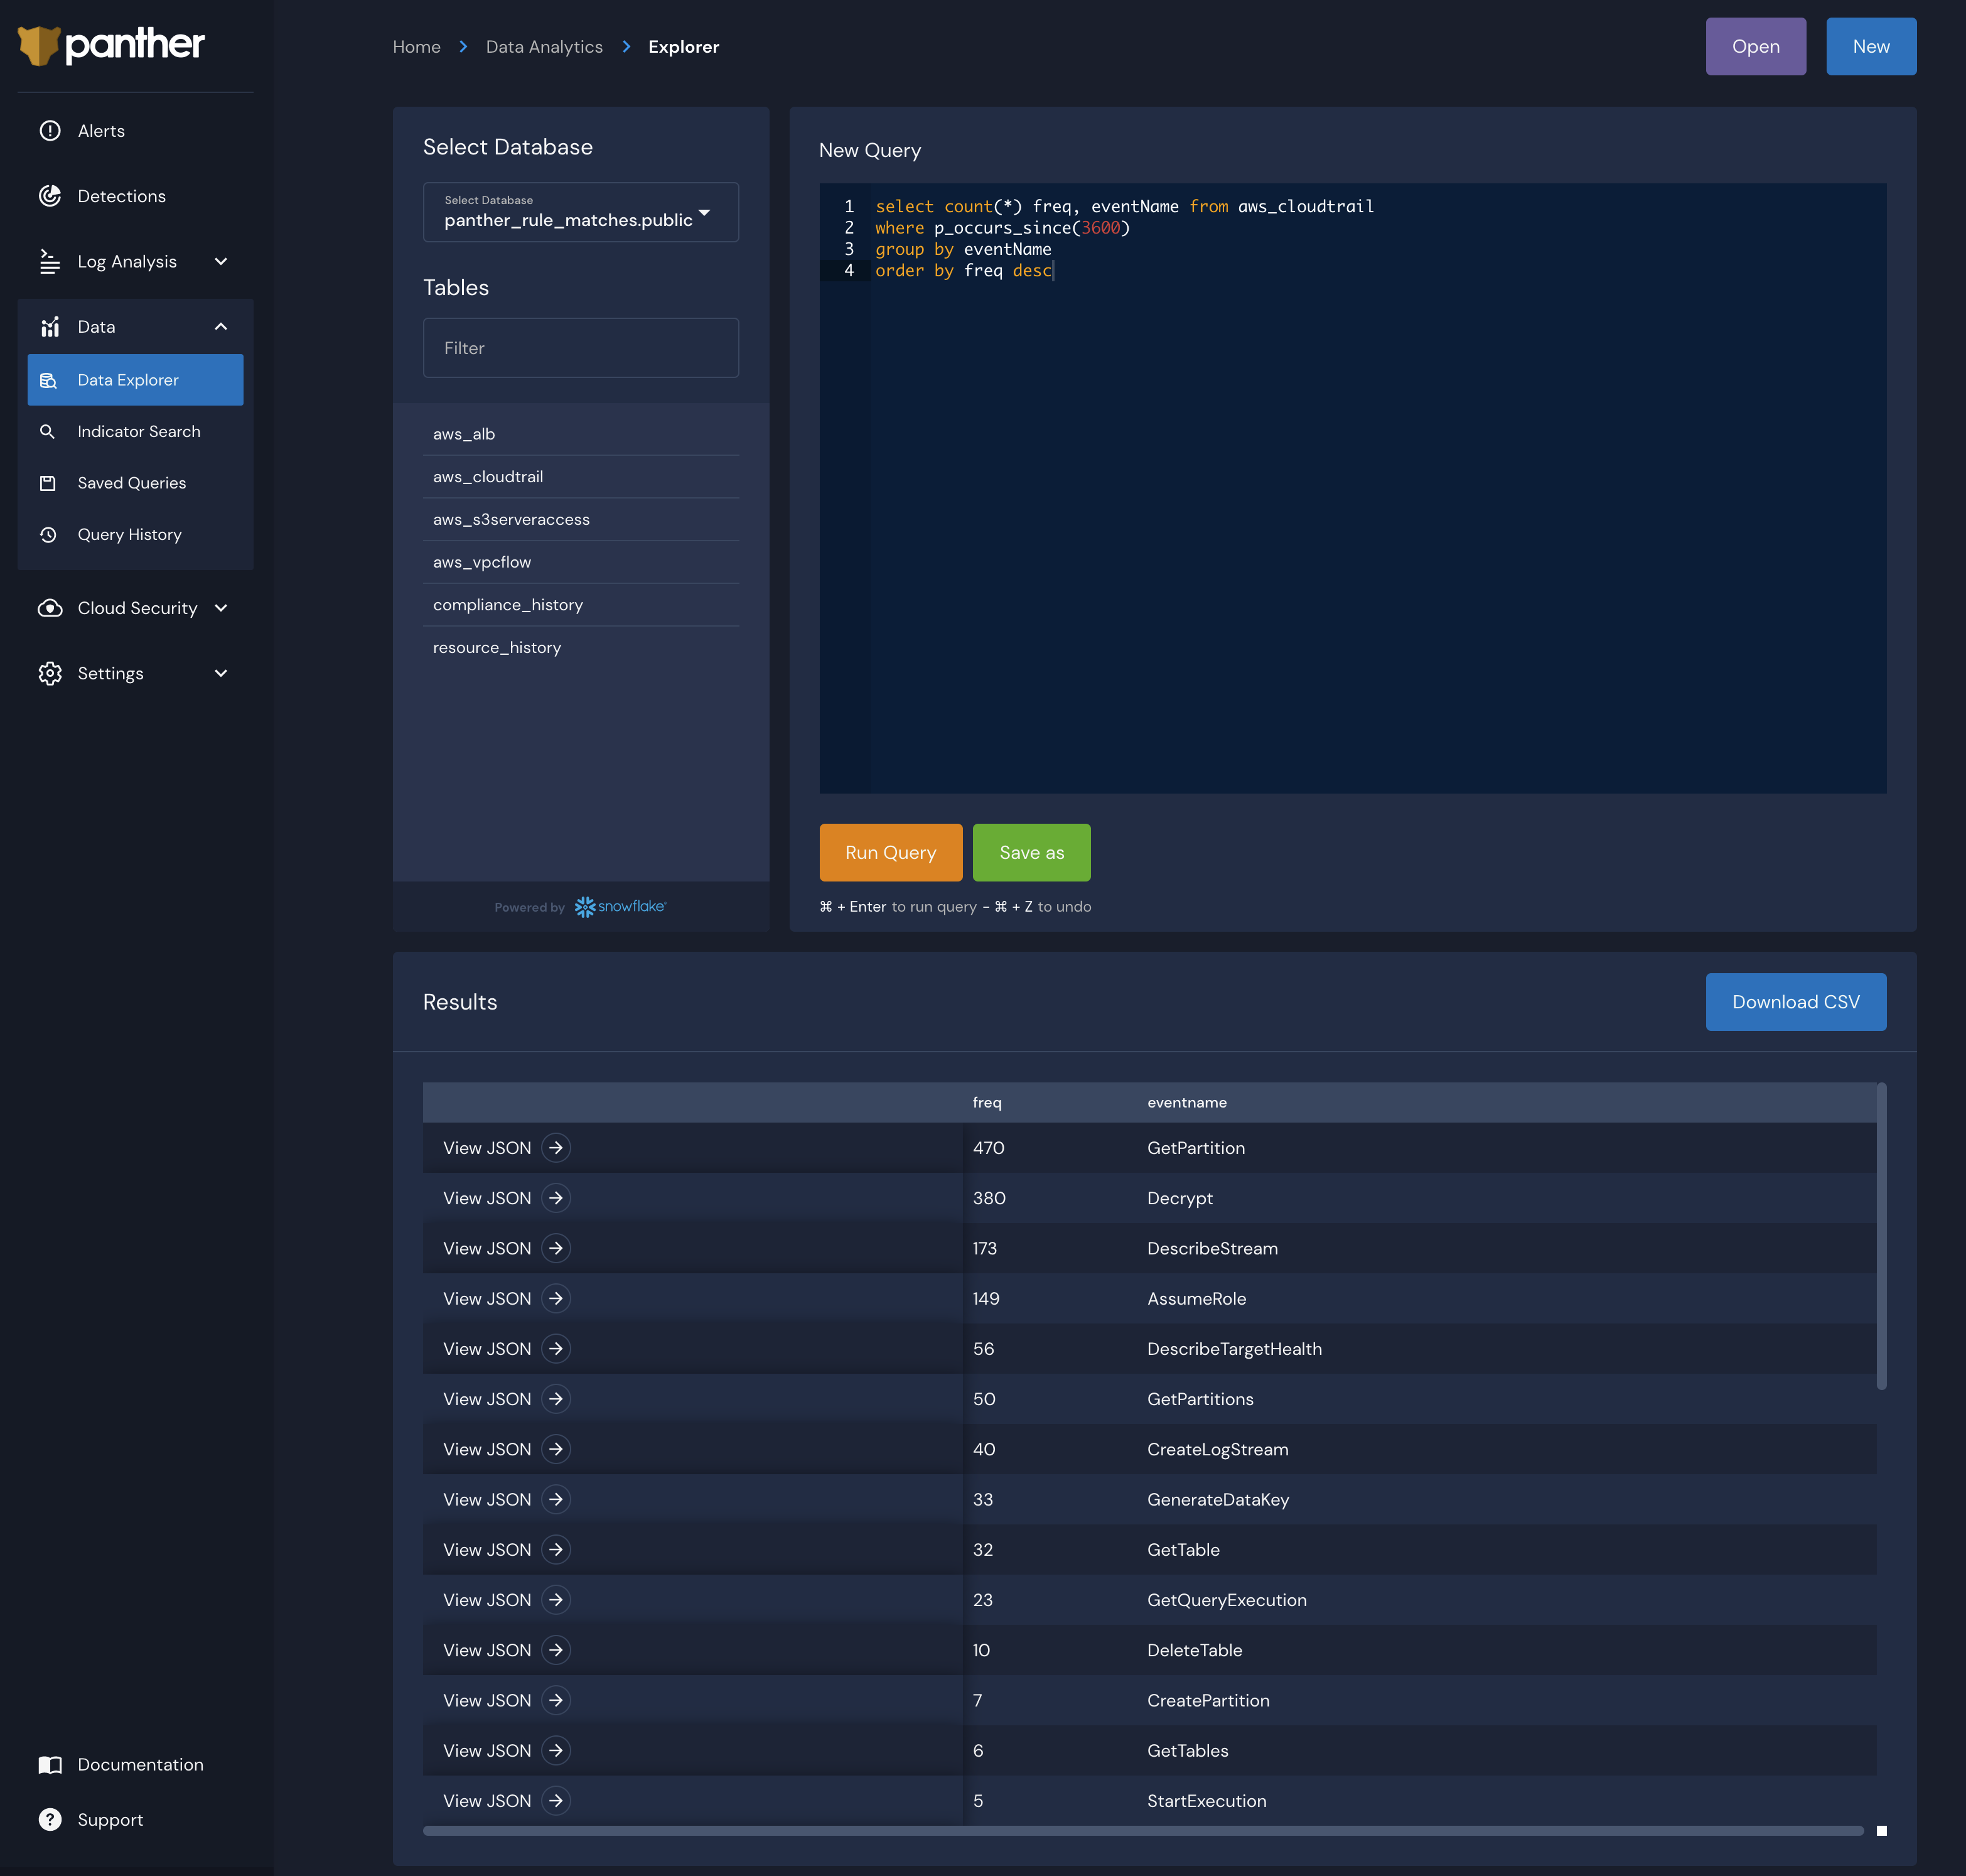 panther
Alerts
Detections
Log Analysis
Data
Data Explorer
Indicator Search
Saved Queries
Query History
Cloud Security
Settings
Documentation
Support
Home > Data Analytics > Explorer
Open
New
Select Database
Select Database
panther_rule_matches.public
Tables
Filter
aws_alb
aws_cloudtrail
aws_s3serveraccess
aws_vpcflow
compliance_history
resource_history
Powered by snowflake®
New Query
1 select count(*) freq, eventName from aws_cloudtrail
2 where p_occurs_since(3600)
3 group by eventName
4 order by freq desc
Run Query
Save as
⌘ + Enter to run query – ⌘ + Z to undo
Results
Download CSV
freq eventname
View JSON 470 GetPartition
View JSON 380 Decrypt
View JSON 173 DescribeStream
View JSON 149 AssumeRole
View JSON 56 DescribeTargetHealth
View JSON 50 GetPartitions
View JSON 40 CreateLogStream
View JSON 33 GenerateDataKey
View JSON 32 GetTable
View JSON 23 GetQueryExecution
View JSON 10 DeleteTable
View JSON 7 CreatePartition
View JSON 6 GetTables
View JSON 5 StartExecution